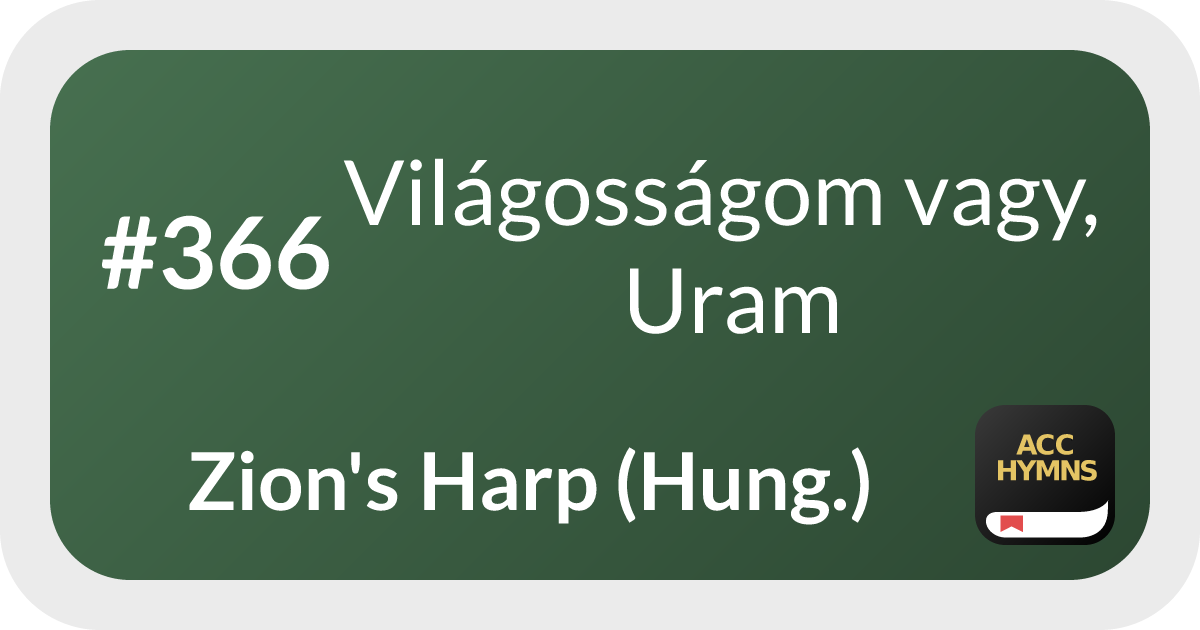 #366
Világosságom vagy,
Uram
Zion's Harp (Hung.)
ACC
HYMNS